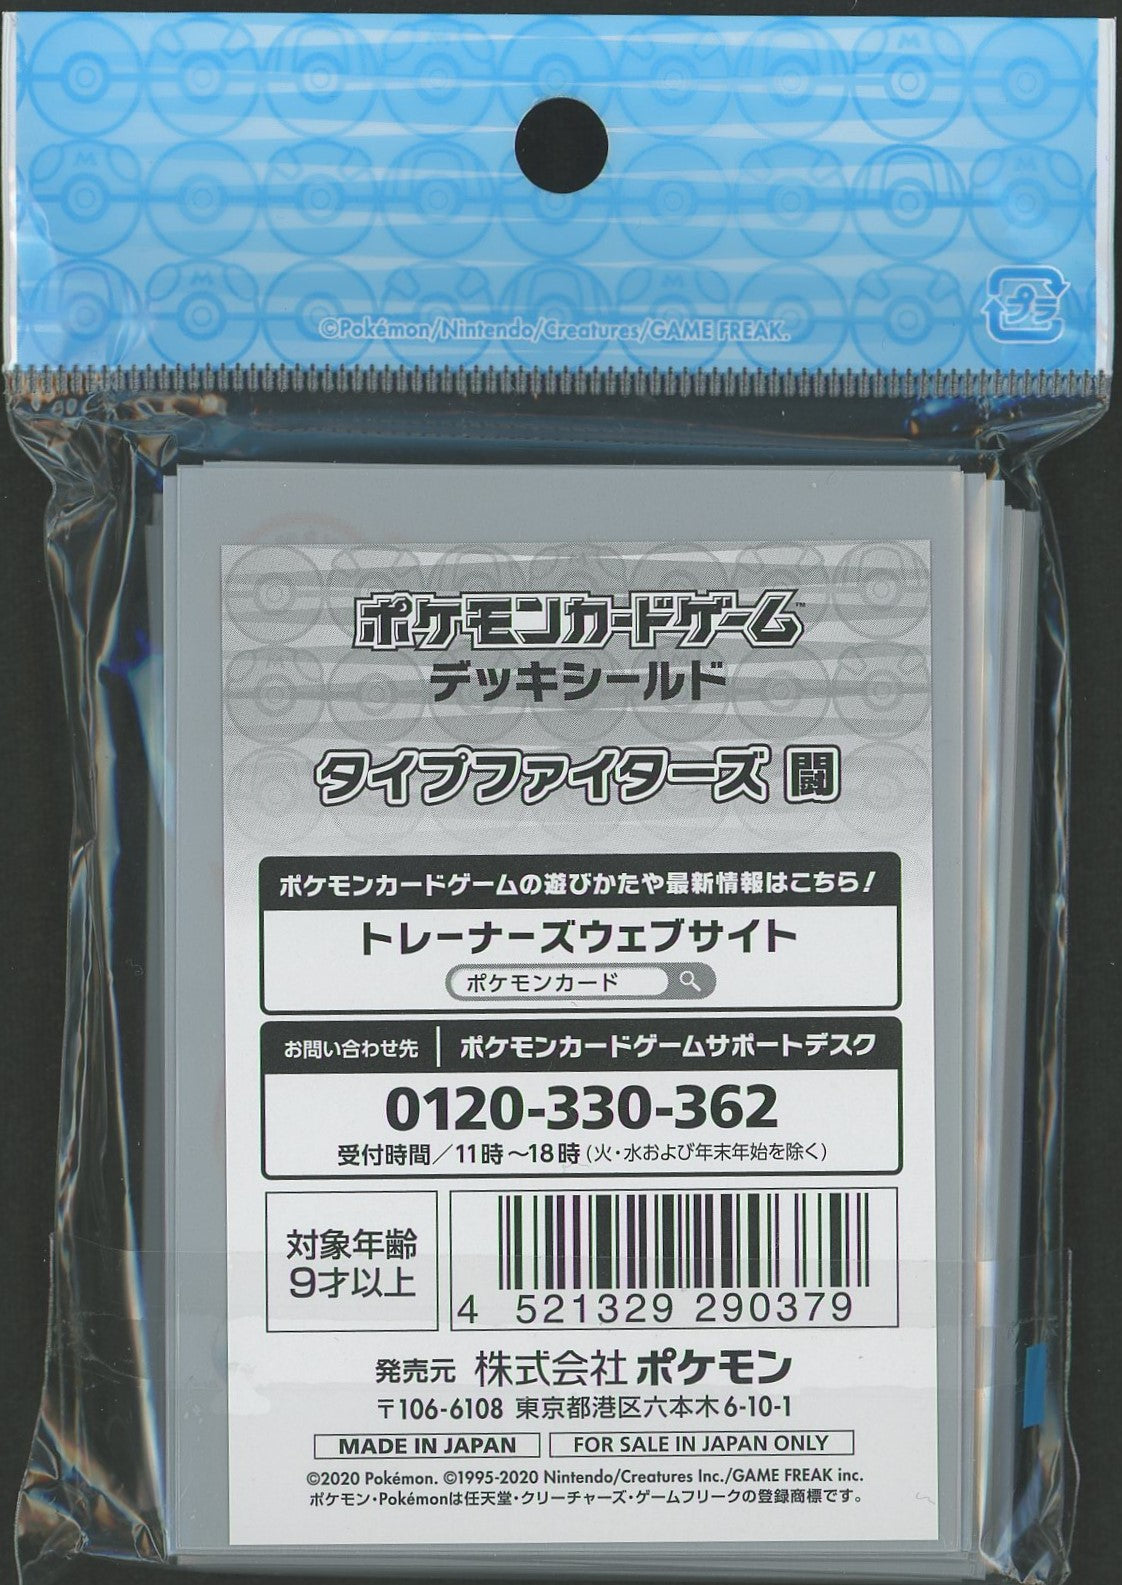 ©Pokémon/Nintendo/Creatures/GAME FREAK.
プラ
ポケモンカードゲーム™
デッキシールド
タイプファイターズ 闘
ポケモンカードゲームの遊びかたや最新情報はこちら!
トレーナーズウェブサイト
ポケモンカード
お問い合わせ先 | ポケモンカードゲームサポートデスク
0120-330-362
受付時間/11時~18時(火・水および年末年始を除く)
対象年齢
9才以上
4 521329 290379
発売元 株式会社ポケモン
〒106-6108 東京都港区六本木6-10-1
MADE IN JAPAN FOR SALE IN JAPAN ONLY
©2020 Pokémon. ©1995-2020 Nintendo/Creatures Inc./GAME FREAK inc.
ポケモン・Pokémonは任天堂・クリーチャーズ・ゲームフリークの登録商標です。